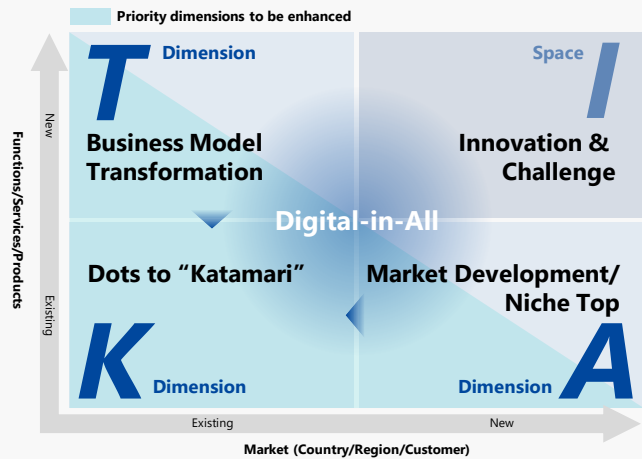 Priority dimensions to be enhanced
T
Dimension
Space
I
Business Model
Transformation
Innovation &
Challenge
Digital-in-All
Dots to “Katamari”
Market Development/
Niche Top
K
Dimension
Dimension
A
Functions/Services/Products
New
Existing
Existing
New
Market (Country/Region/Customer)